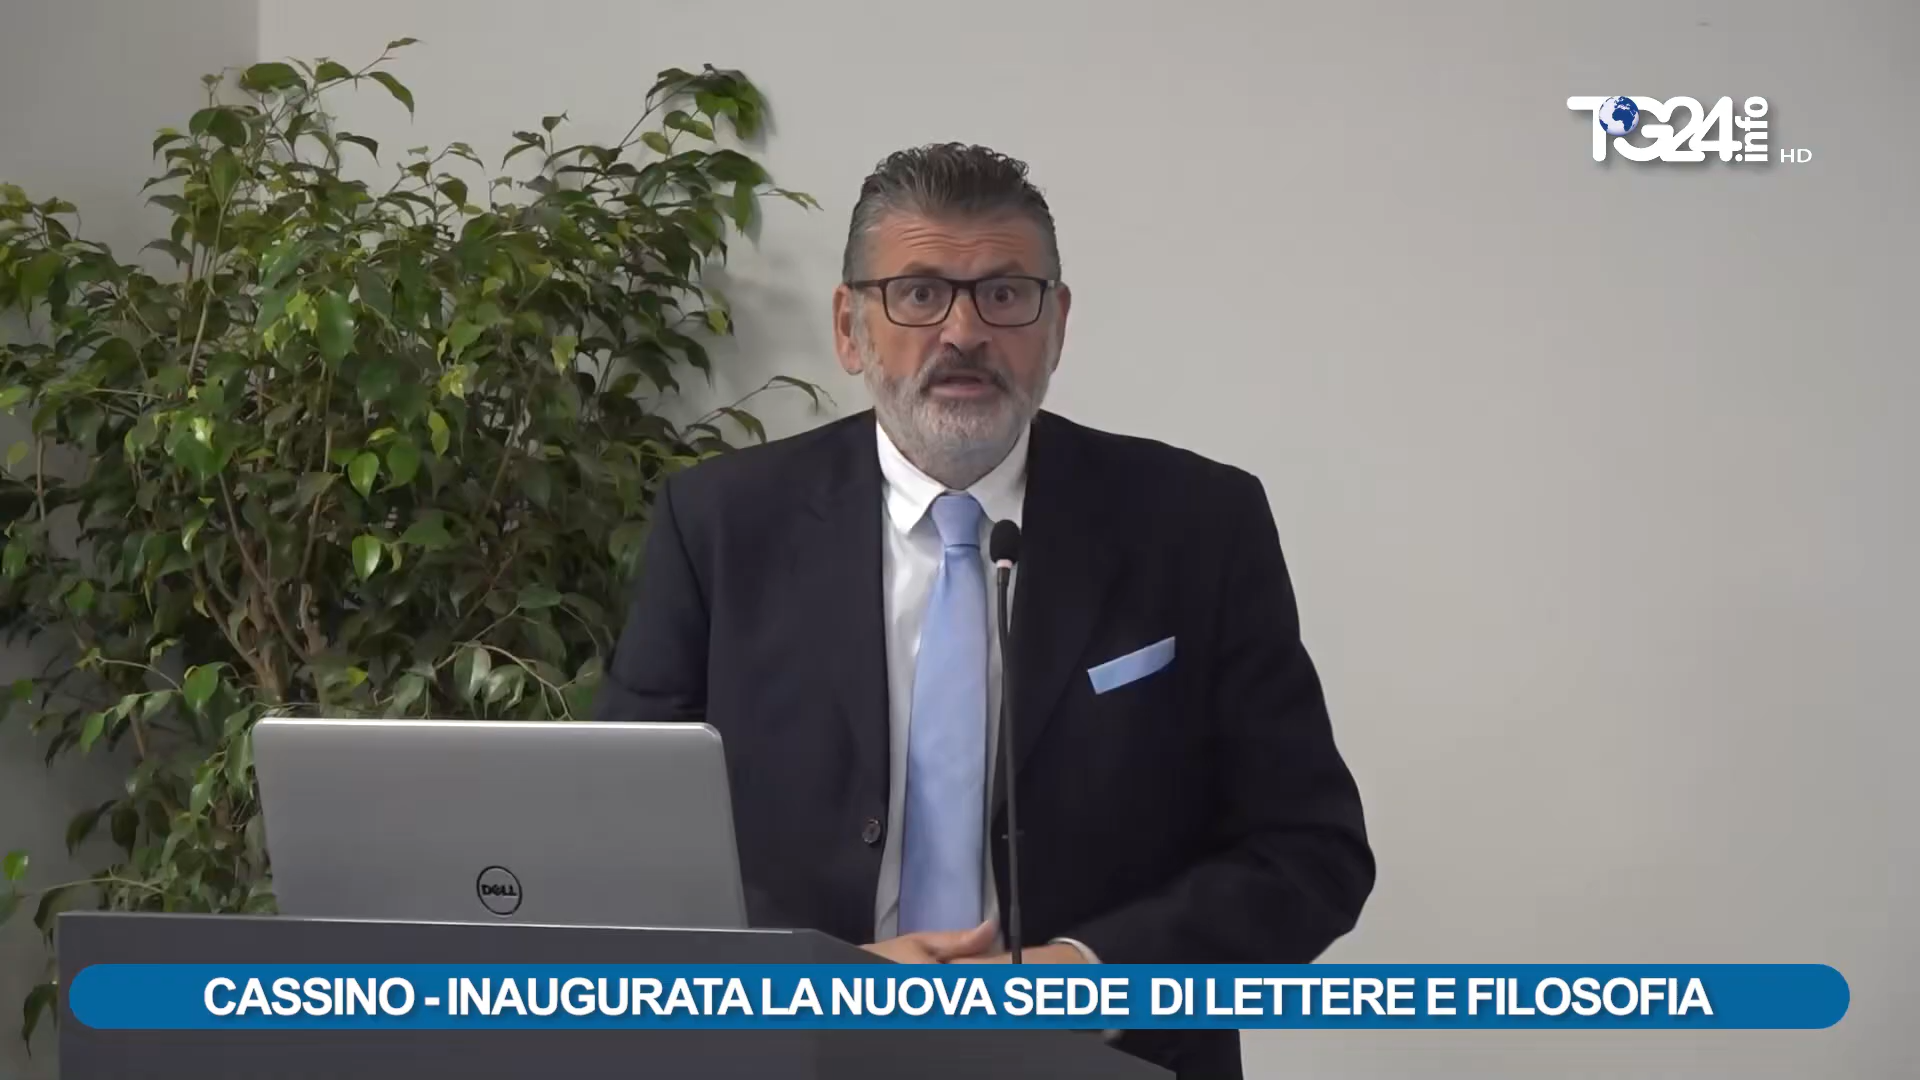 TG24.info HD
DELL
CASSINO - INAUGURATA LA NUOVA SEDE DI LETTERE E FILOSOFIA